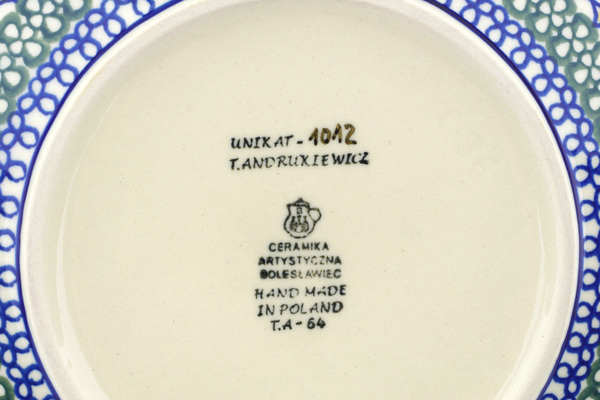 UNIKAT - 1012
T.ANDRUKIEWICZ
CERAMIKA
ARTYSTYCZNA
BOLESŁAWIEC
HAND MADE
IN POLAND
T.A - 64